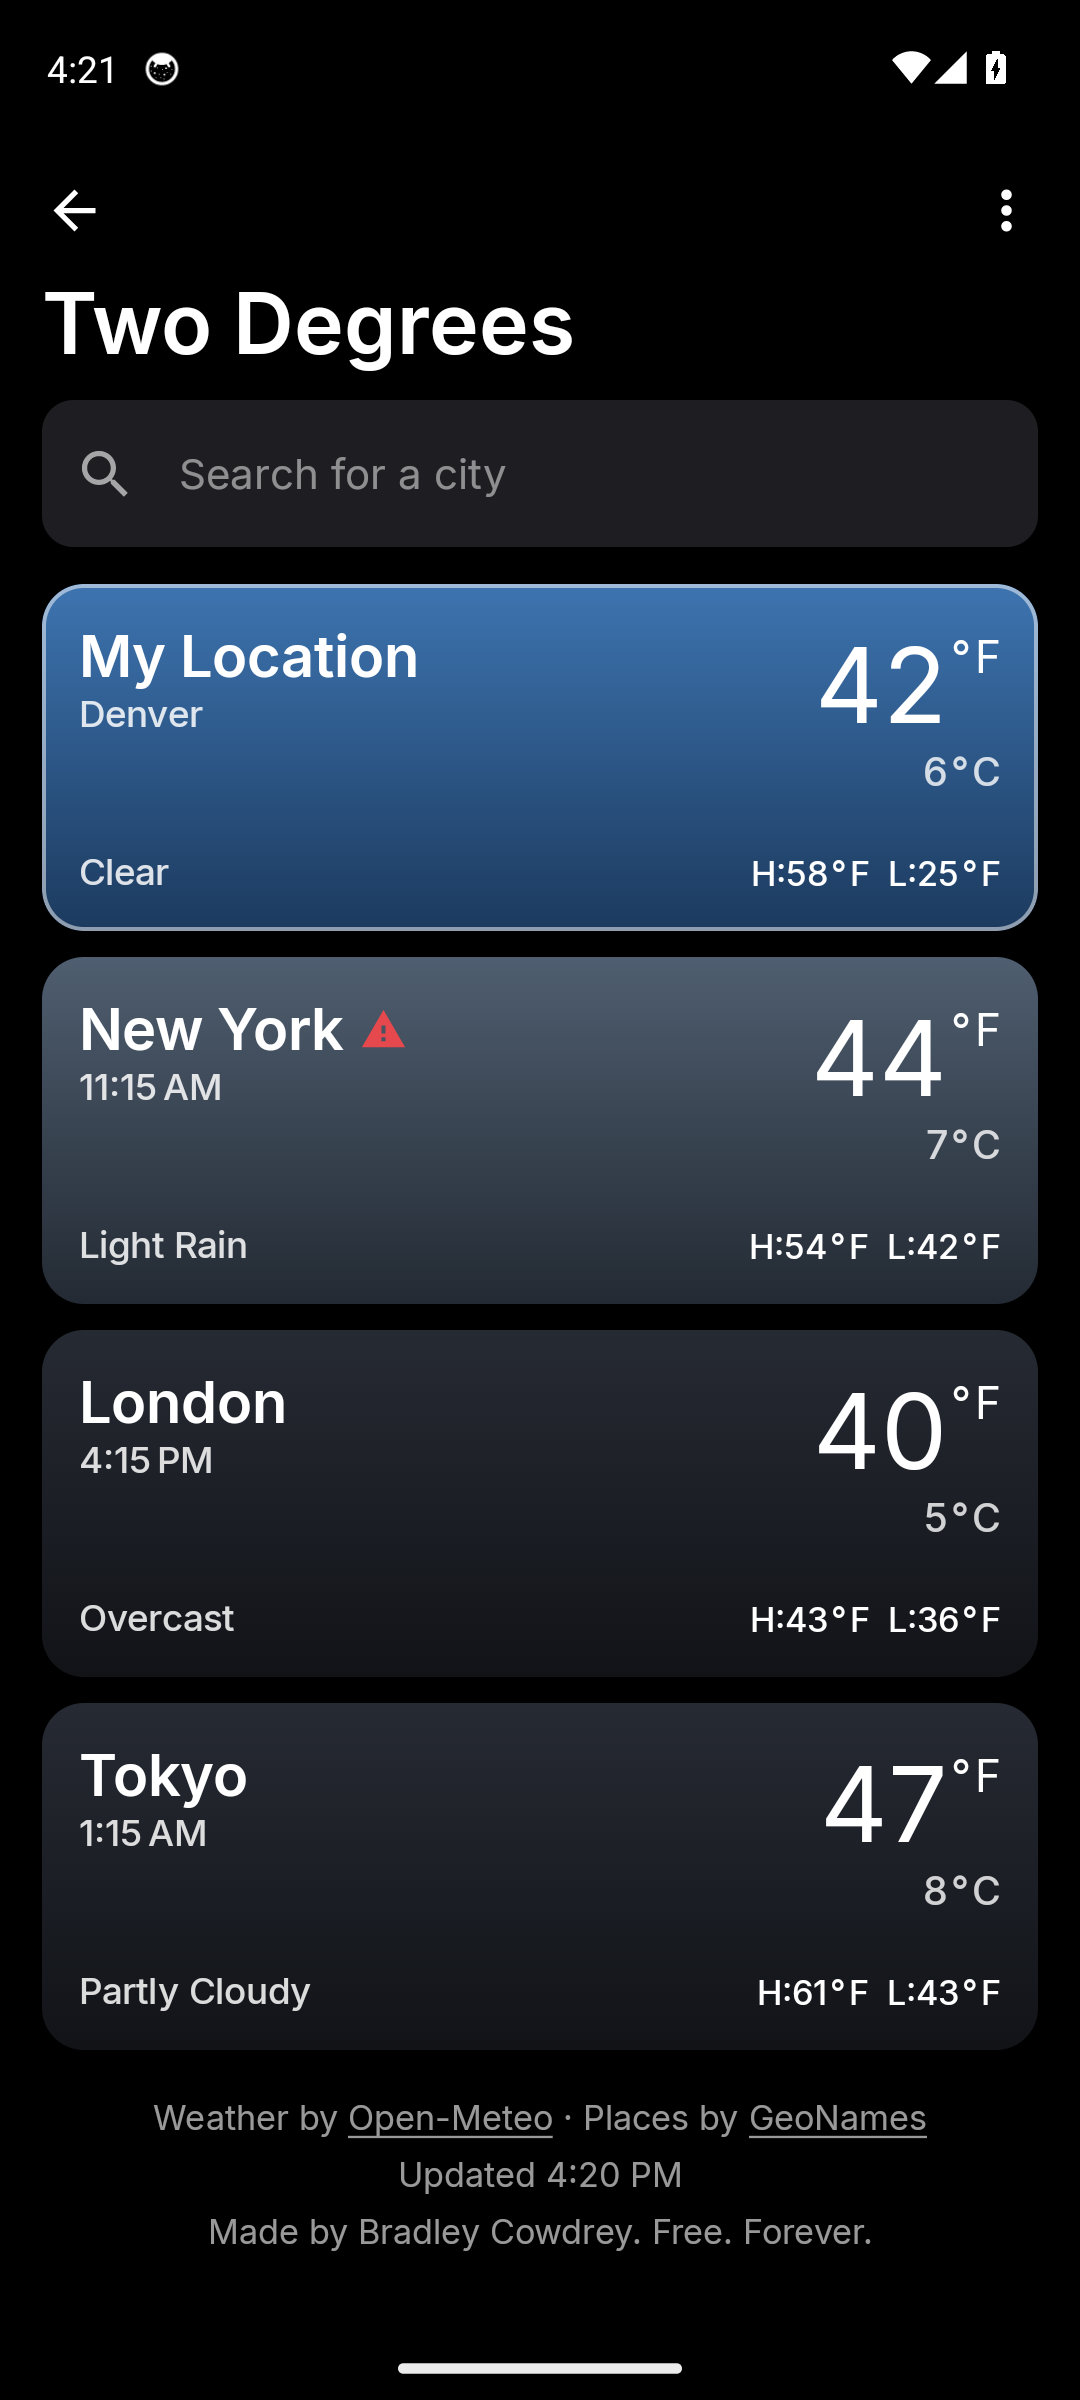 4:21
Two Degrees
Search for a city
My Location
Denver
42°F
6°C
Clear
H:58°F L:25°F
New York
11:15 AM
44°F
7°C
Light Rain
H:54°F L:42°F
London
4:15 PM
40°F
5°C
Overcast
H:43°F L:36°F
Tokyo
1:15 AM
47°F
8°C
Partly Cloudy
H:61°F L:43°F
Weather by Open-Meteo · Places by GeoNames
Updated 4:20 PM
Made by Bradley Cowdrey. Free. Forever.